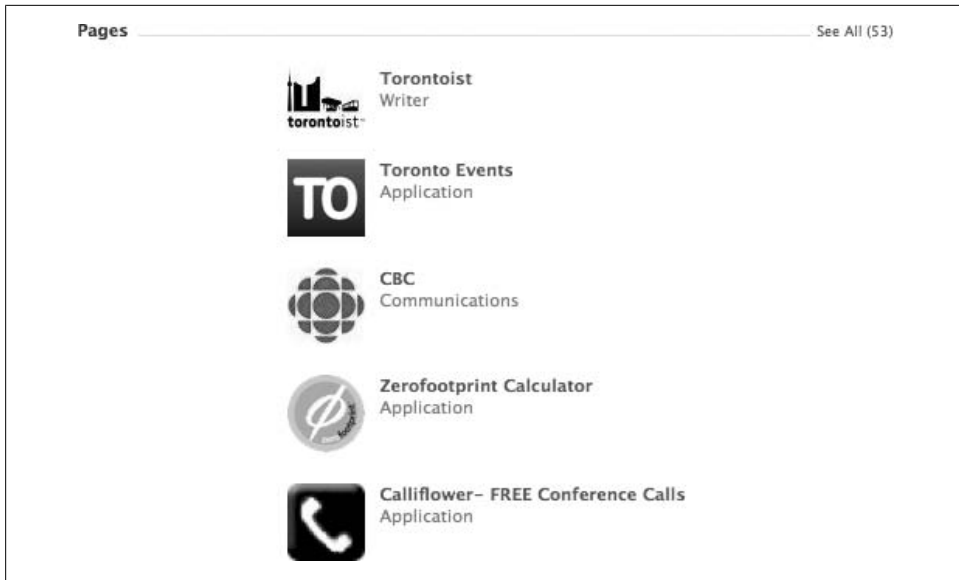 Pages
See All (53)
torontoist
Torontoist
Writer
TO
Toronto Events
Application
CBC
Communications
footprint
Zerofootprint Calculator
Application
Calliflower– FREE Conference Calls
Application